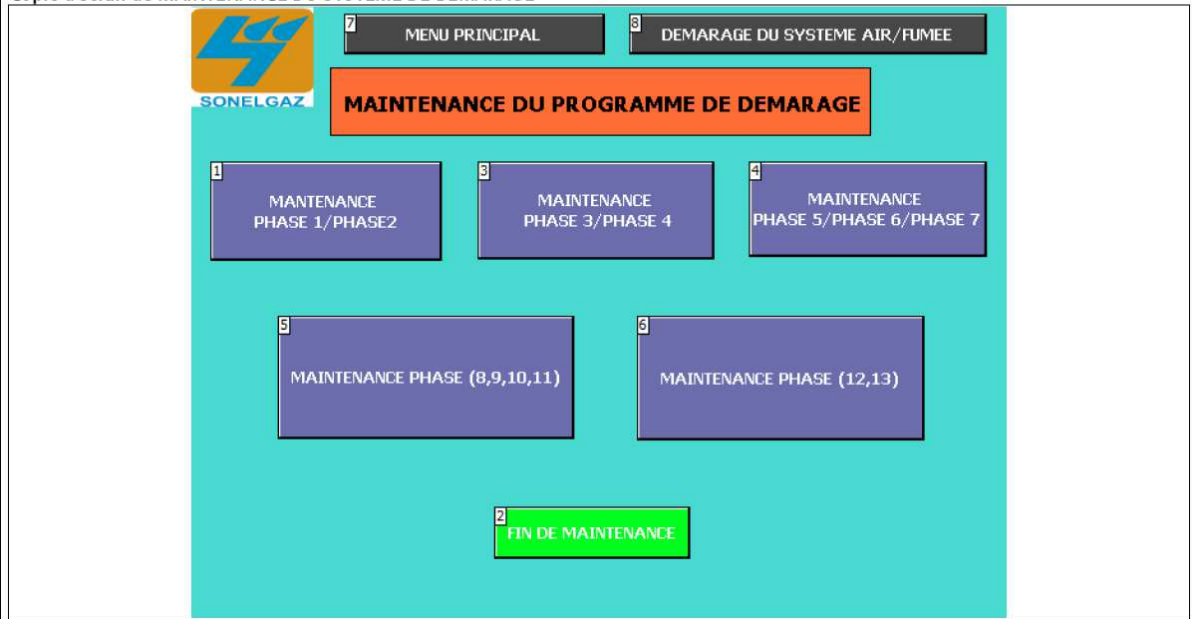 7
MENU PRINCIPAL
8
DEMARAGE DU SYSTEME AIR/FUMEE
SONELGAZ
MAINTENANCE DU PROGRAMME DE DEMARAGE
1
MANTENANCE
PHASE 1/PHASE2
3
MAINTENANCE
PHASE 3/PHASE 4
4
MAINTENANCE
PHASE 5/PHASE 6/PHASE 7
5
MAINTENANCE PHASE (8,9,10,11)
6
MAINTENANCE PHASE (12,13)
2
FIN DE MAINTENANCE